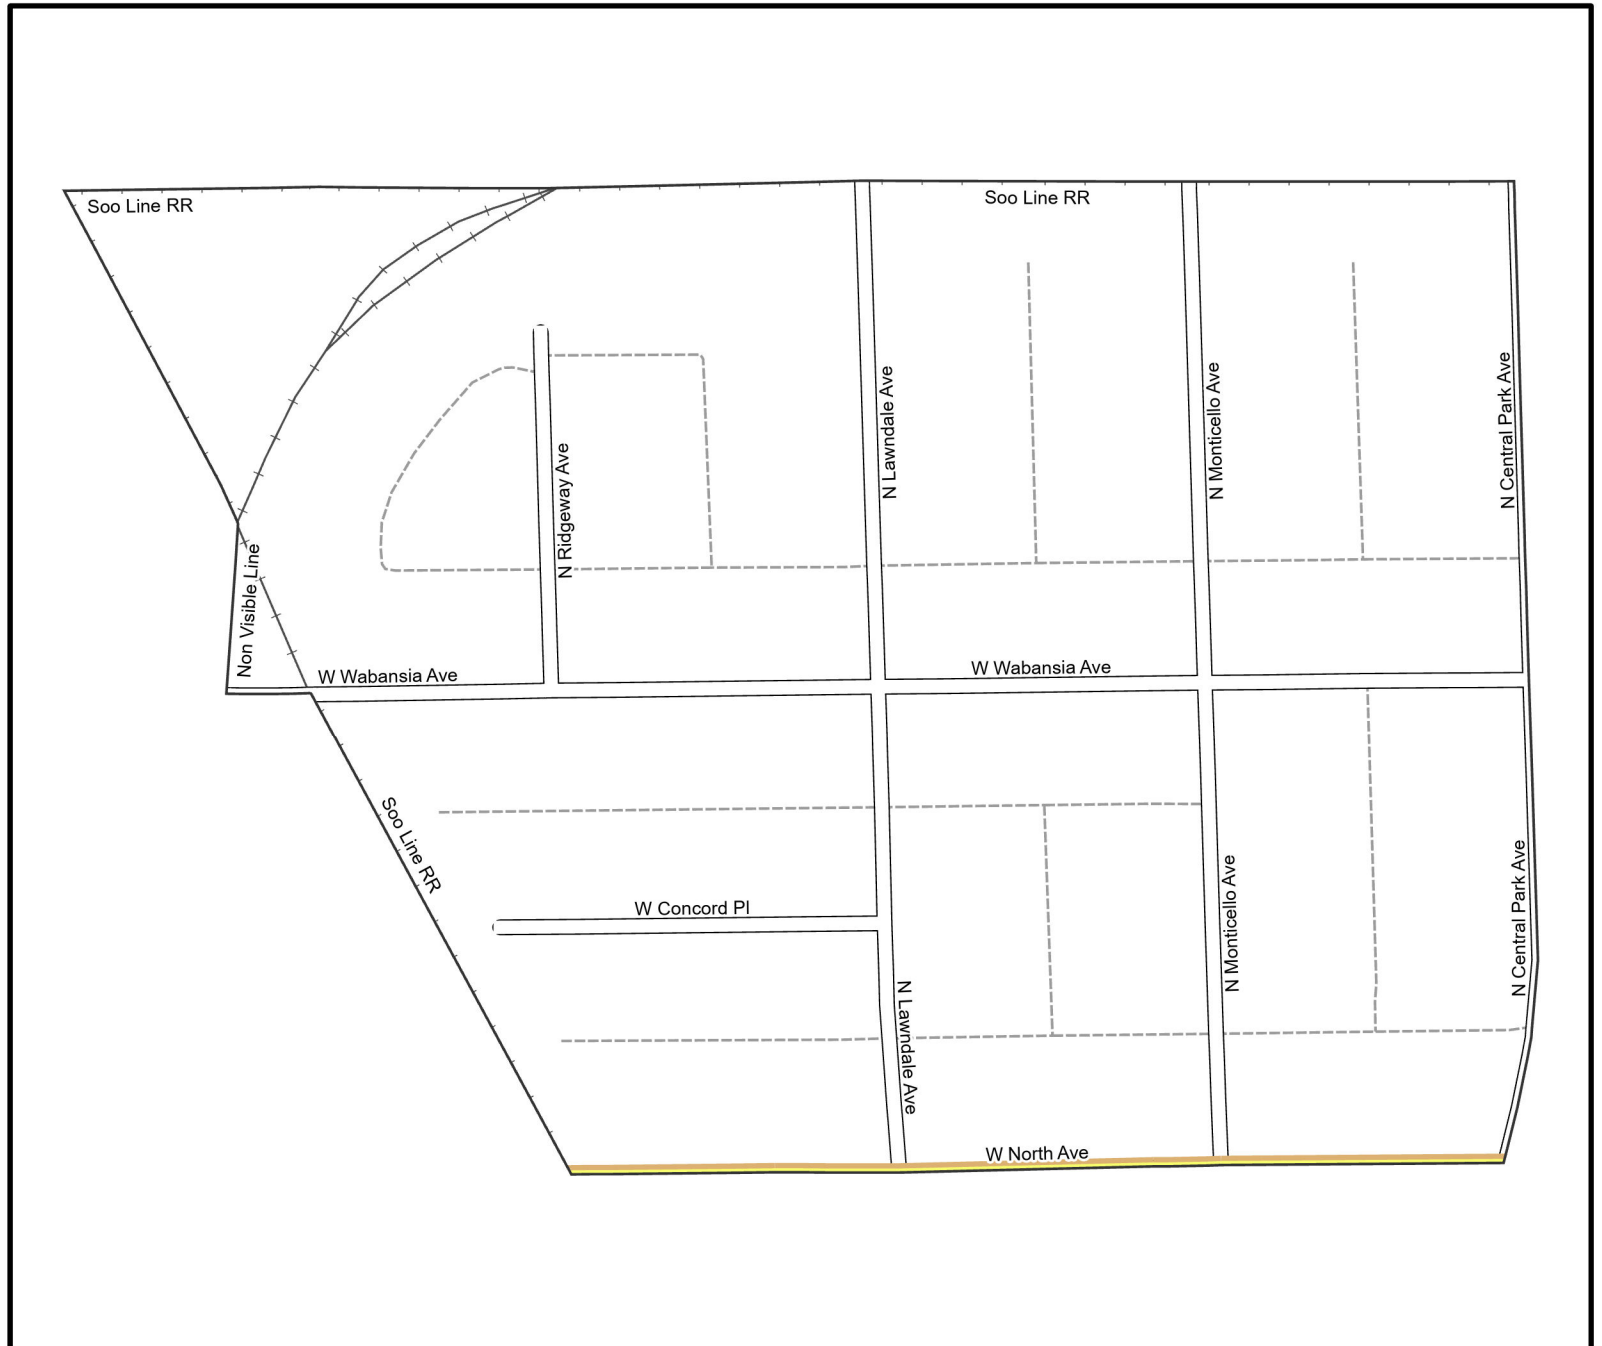 Soo Line RR
Soo Line RR
N Lawndale Ave
N Monticello Ave
N Central Park Ave
N Ridgeway Ave
Non Visible Line
W Wabansia Ave
W Wabansia Ave
Soo Line RR
W Concord Pl
N Monticello Ave
N Central Park Ave
N Lawndale Ave
W North Ave